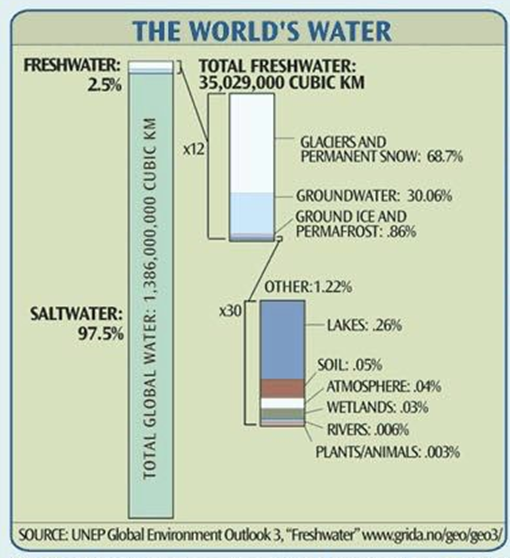 THE WORLD'S WATER
FRESHWATER:
2.5%
TOTAL FRESHWATER:
35,029,000 CUBIC KM
x12
GLACIERS AND
PERMANENT SNOW: 68.7%
GROUNDWATER: 30.06%
GROUND ICE AND
PERMAFROST: .86%
TOTAL GLOBAL WATER: 1,386,000,000 CUBIC KM
SALTWATER:
97.5%
OTHER:1.22%
x30
LAKES: .26%
SOIL: .05%
ATMOSPHERE: .04%
WETLANDS: .03%
RIVERS: .006%
PLANTS/ANIMALS: .003%
SOURCE: UNEP Global Environment Outlook 3, "Freshwater" www.grida.no/geo/geo3/